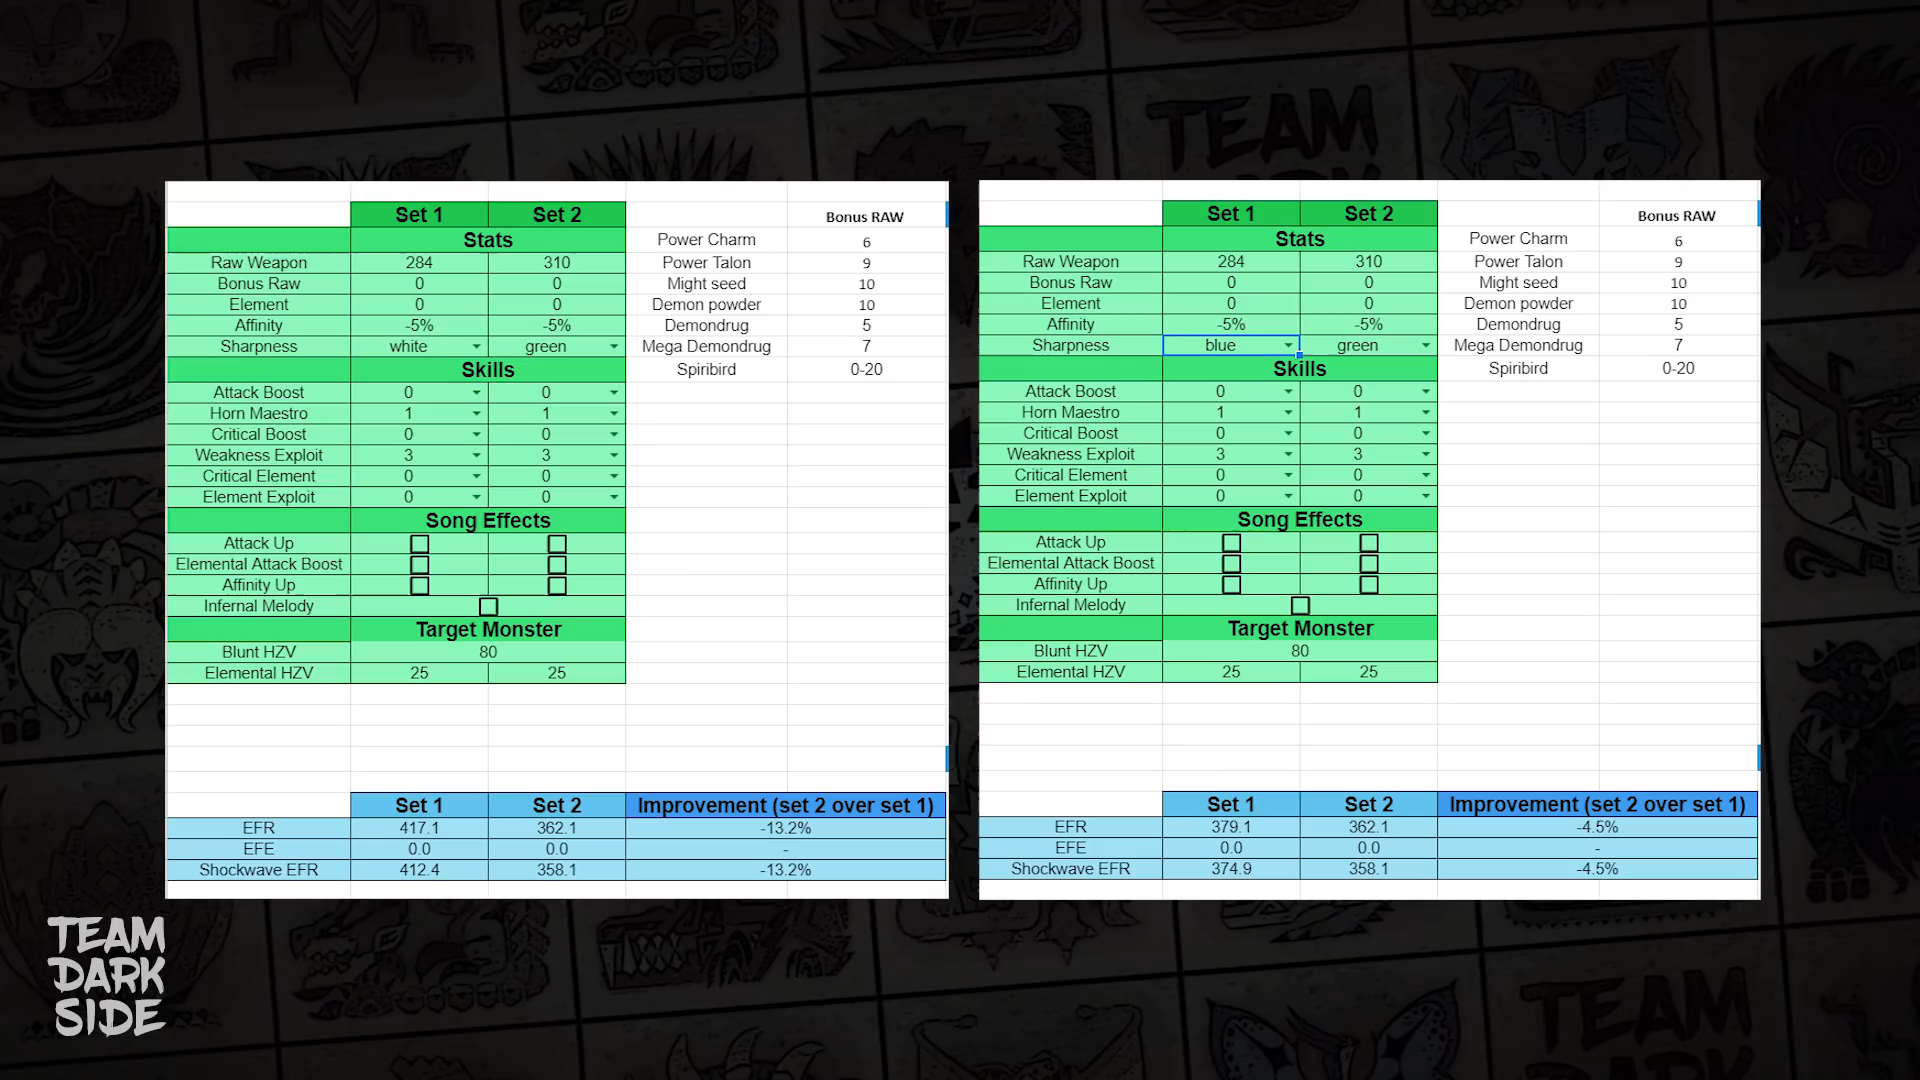 Set 1 Set 2 Bonus RAW
Stats Power Charm 6
Raw Weapon 284 310 Power Talon 9
Bonus Raw 0 0 Might seed 10
Element 0 0 Demon powder 10
Affinity -5% -5% Demondrug 5
Sharpness white green Mega Demondrug 7
Skills Spiribird 0-20
Attack Boost 0 0
Horn Maestro 1 1
Critical Boost 0 0
Weakness Exploit 3 3
Critical Element 0 0
Element Exploit 0 0
Song Effects
Attack Up
Elemental Attack Boost
Affinity Up
Infernal Melody
Target Monster
Blunt HZV 80
Elemental HZV 25 25
Set 1 Set 2 Improvement (set 2 over set 1)
EFR 417.1 362.1 -13.2%
EFE 0.0 0.0 -
Shockwave EFR 412.4 358.1 -13.2%
Set 1 Set 2 Bonus RAW
Stats Power Charm 6
Raw Weapon 284 310 Power Talon 9
Bonus Raw 0 0 Might seed 10
Element 0 0 Demon powder 10
Affinity -5% -5% Demondrug 5
Sharpness blue green Mega Demondrug 7
Skills Spiribird 0-20
Attack Boost 0 0
Horn Maestro 1 1
Critical Boost 0 0
Weakness Exploit 3 3
Critical Element 0 0
Element Exploit 0 0
Song Effects
Attack Up
Elemental Attack Boost
Affinity Up
Infernal Melody
Target Monster
Blunt HZV 80
Elemental HZV 25 25
Set 1 Set 2 Improvement (set 2 over set 1)
EFR 379.1 362.1 -4.5%
EFE 0.0 0.0 -
Shockwave EFR 374.9 358.1 -4.5%
TEAM
DARK
SIDE
TEAM
TEAM